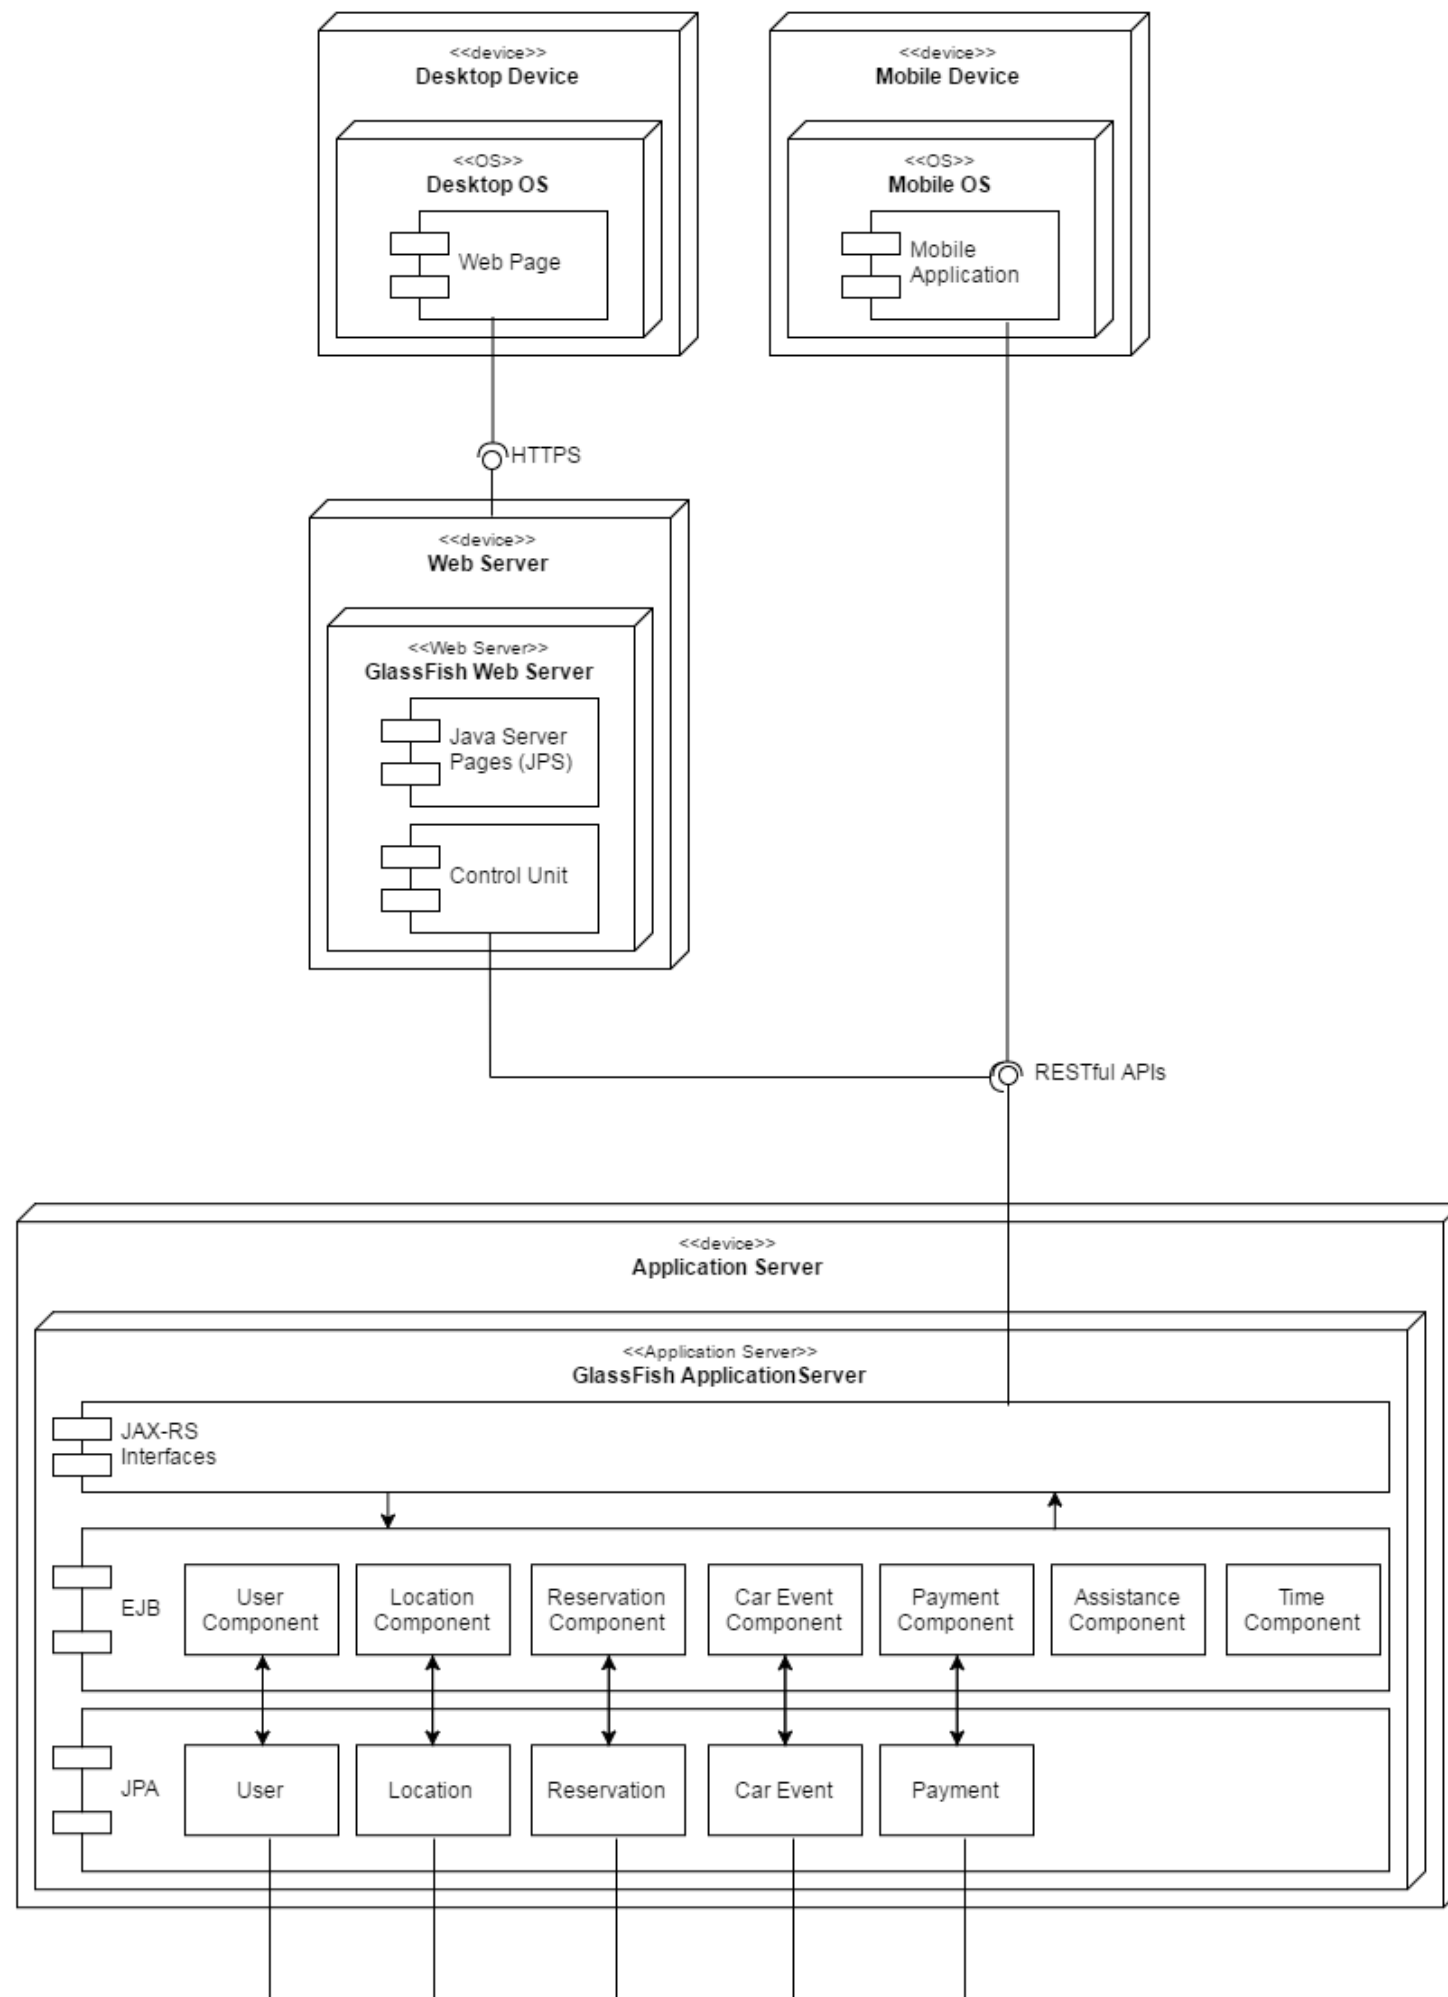 <<device>>
Desktop Device
<<OS>>
Desktop OS
Web Page
<<device>>
Mobile Device
<<OS>>
Mobile OS
Mobile
Application
HTTPS
<<device>>
Web Server
<<Web Server>>
GlassFish Web Server
Java Server
Pages (JPS)
Control Unit
RESTful APIs
<<device>>
Application Server
<<Application Server>>
GlassFish ApplicationServer
JAX-RS
Interfaces
EJB
User
Component
Location
Component
Reservation
Component
Car Event
Component
Payment
Component
Assistance
Component
Time
Component
JPA
User
Location
Reservation
Car Event
Payment